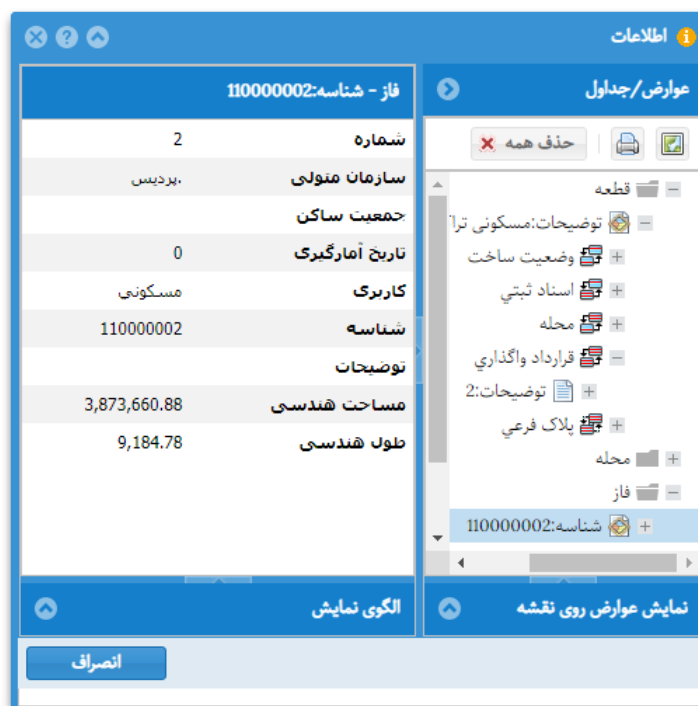 اطلاعات
عوارض/جداول
حذف همه
قطعه
توضیحات:مسکونی ترا
وضعیت ساخت
اسناد ثبتي
محله
قرارداد واگذاري
توضیحات:2
پلاک فرعي
محله
فاز
شناسه:110000002
نمایش عوارض روی نقشه
فاز - شناسه:110000002
شماره 2
سازمان متولی .پردیس
جمعیت ساکن
تاریخ آمارگیری 0
کاربری مسکونی
شناسه 110000002
توضیحات
مساحت هندسی 3,873,660.88
طول هندسی 9,184.78
الگوی نمایش
انصراف